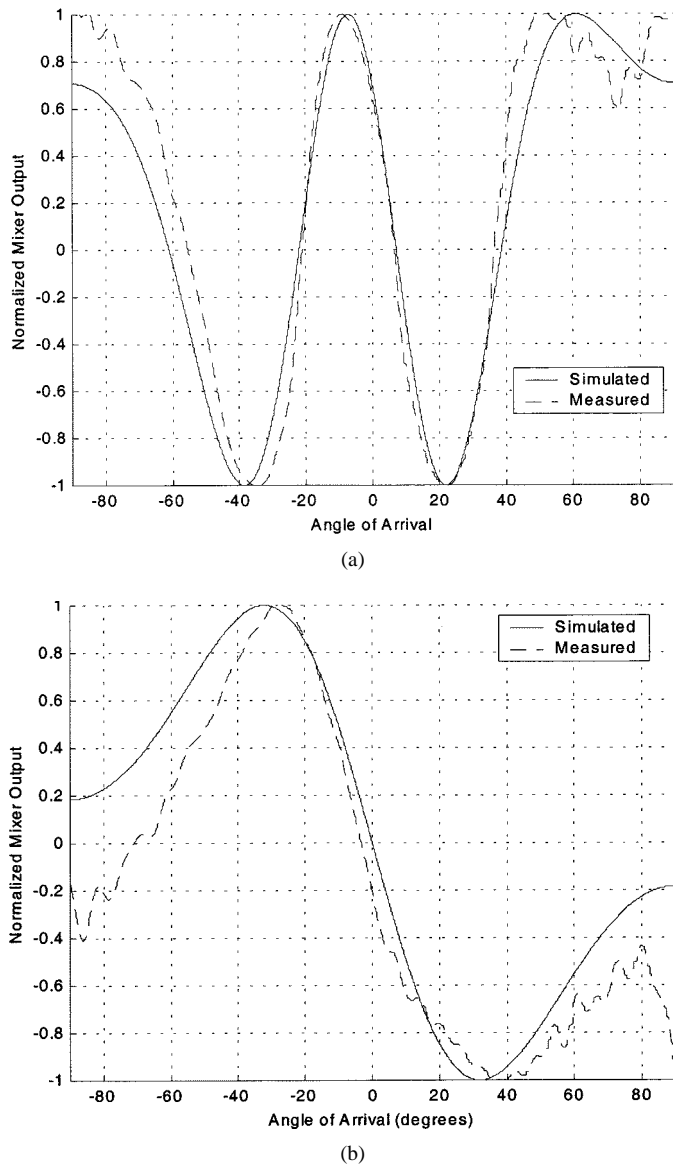 1
0.8
0.6
0.4
0.2
0
-0.2
-0.4
-0.6
-0.8
-1
Normalized Mixer Output
Simulated
Measured
-80 -60 -40 -20 0 20 40 60 80
Angle of Arrival
(a)
1
0.8
0.6
0.4
0.2
0
-0.2
-0.4
-0.6
-0.8
-1
Normalized Mixer Output
Simulated
Measured
-80 -60 -40 -20 0 20 40 60 80
Angle of Arrival (degrees)
(b)